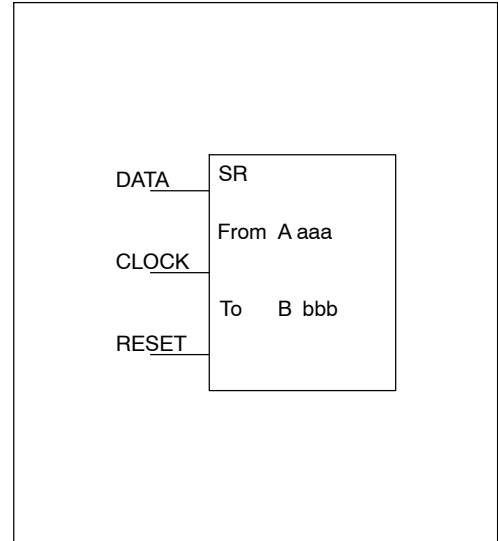 DATA
SR
From A aaa
CLOCK
To B bbb
RESET